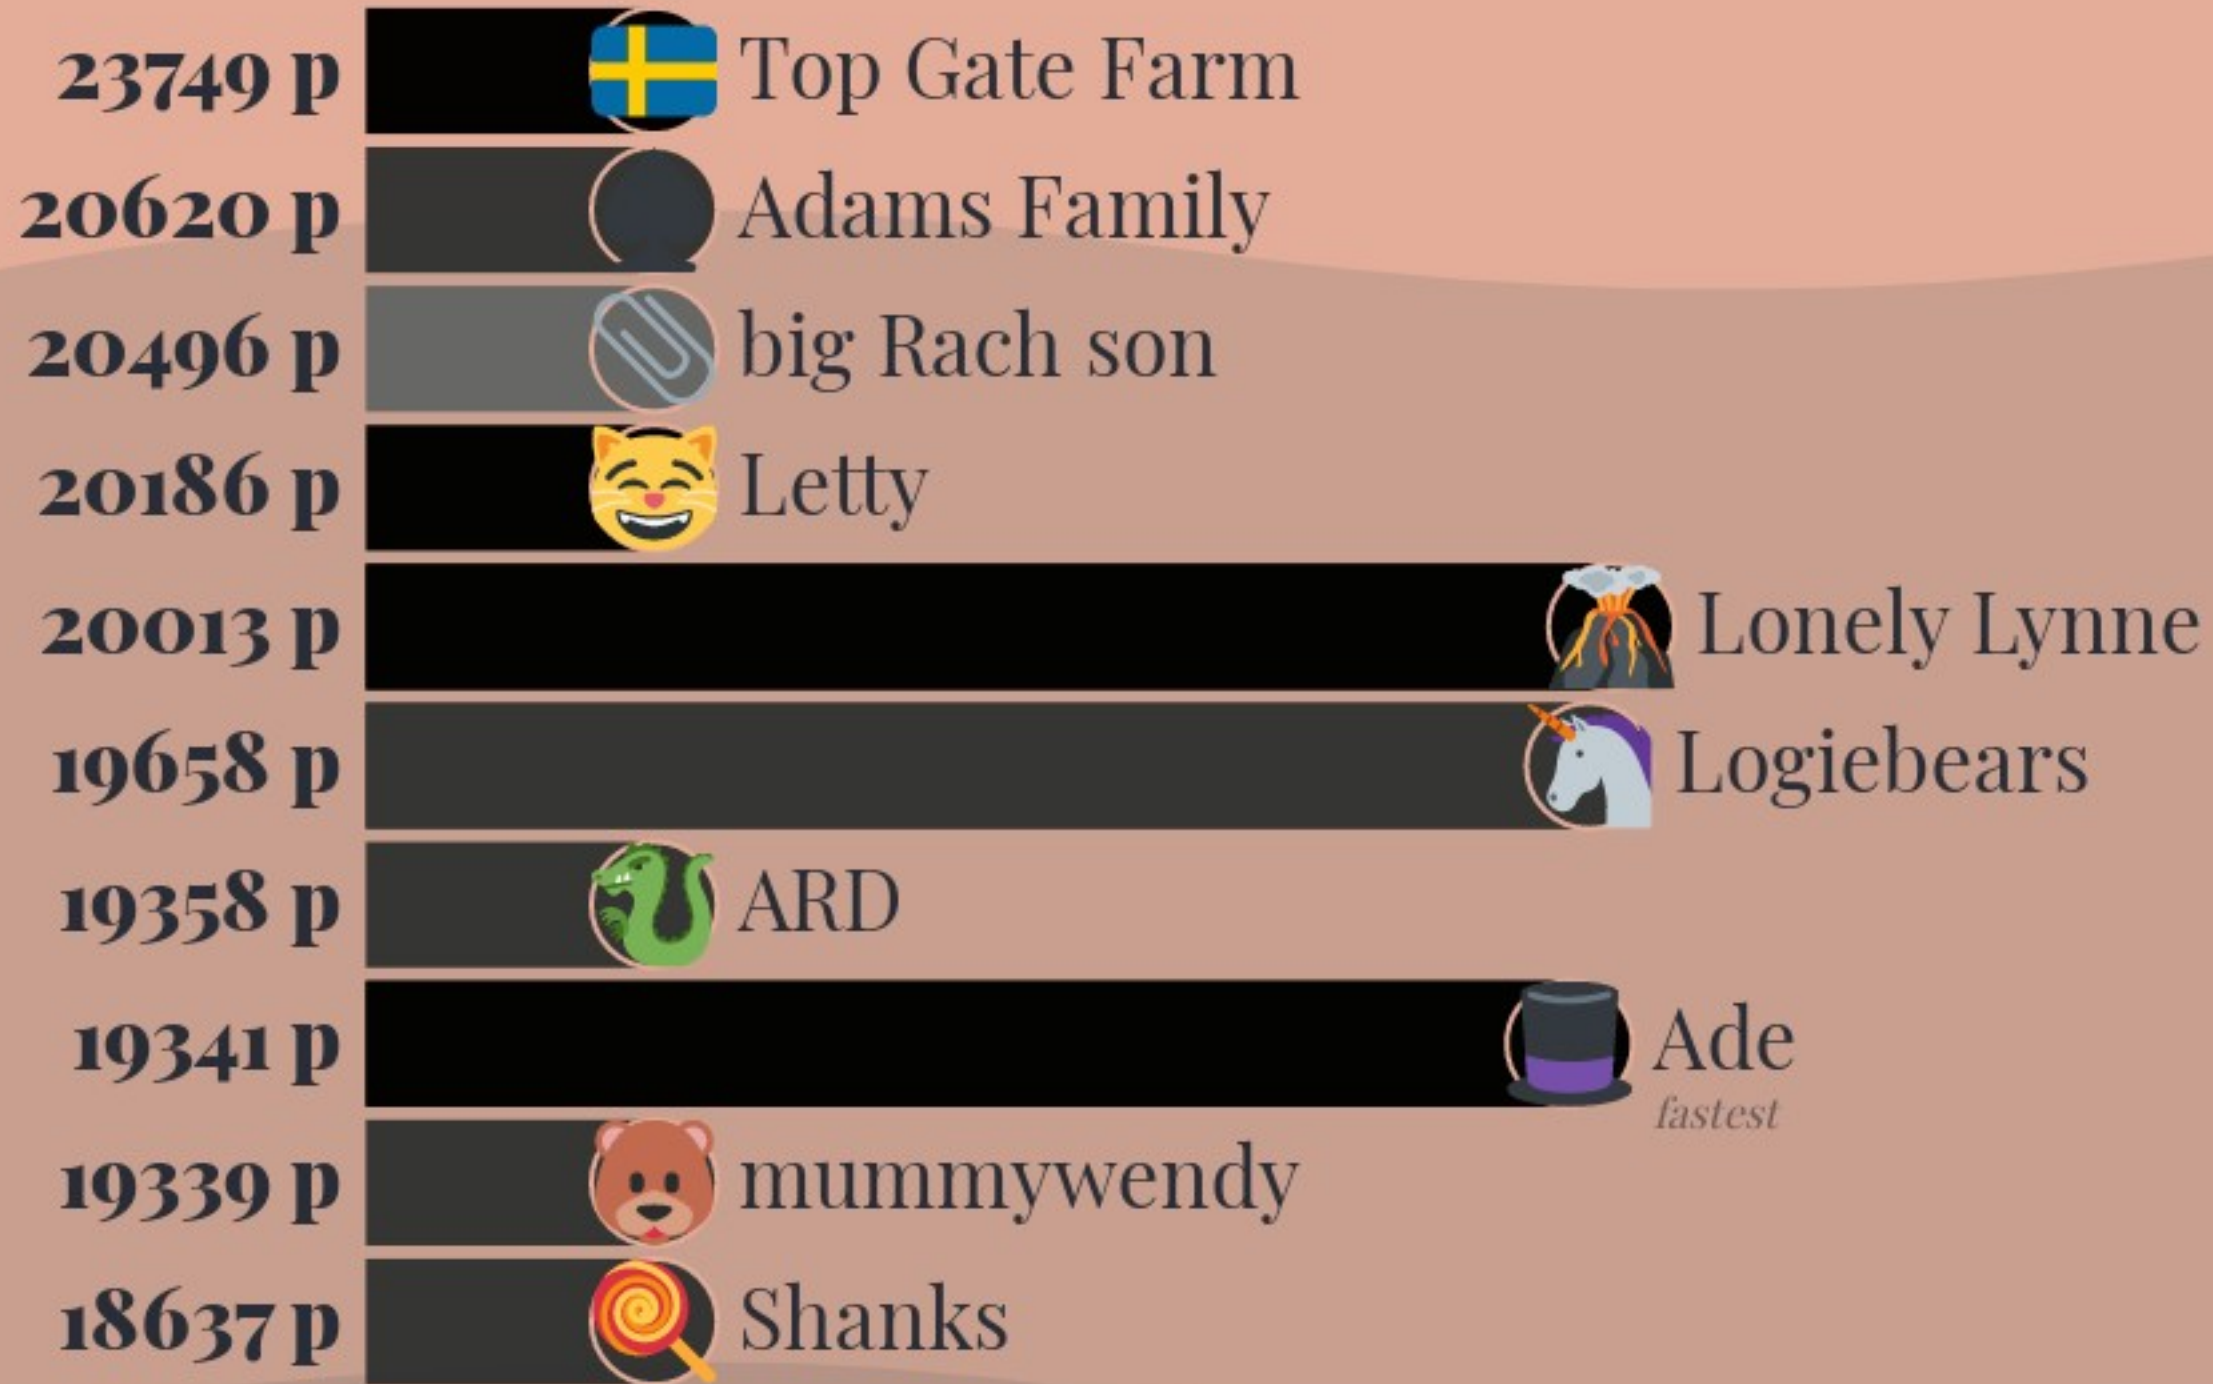 23749 p Top Gate Farm
20620 p Adams Family
20496 p big Rach son
20186 p Letty
20013 p Lonely Lynne
19658 p Logiebears
19358 p ARD
19341 p Ade
fastest
19339 p mummywendy
18637 p Shanks